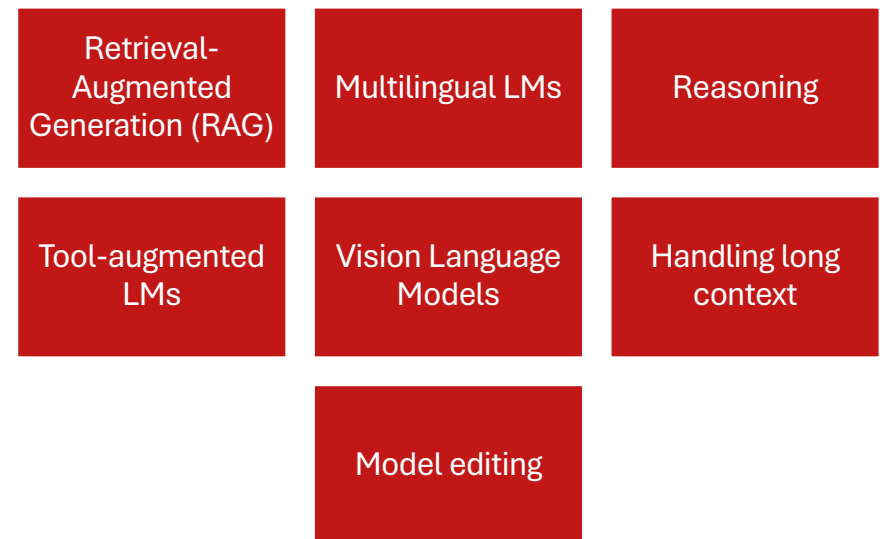 Retrieval-
Augmented
Generation (RAG)
Multilingual LMs
Reasoning
Tool-augmented
LMs
Vision Language
Models
Handling long
context
Model editing